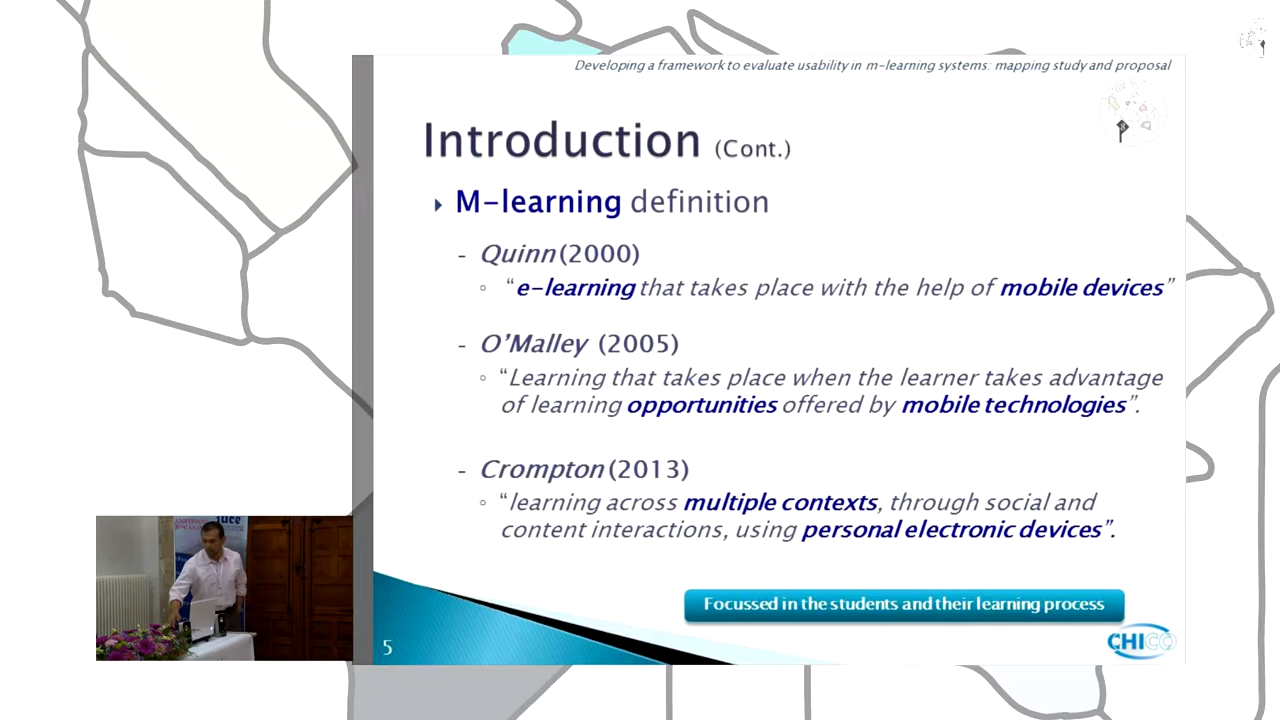 Developing a framework to evaluate usability in m-learning systems: mapping study and proposal
Introduction (Cont.)
M-learning definition
- Quinn (2000)
“e-learning that takes place with the help of mobile devices”
- O’Malley (2005)
“Learning that takes place when the learner takes advantage
of learning opportunities offered by mobile technologies”.
- Crompton (2013)
“learning across multiple contexts, through social and
content interactions, using personal electronic devices”.
Focussed in the students and their learning process
5
CHICO
iuce